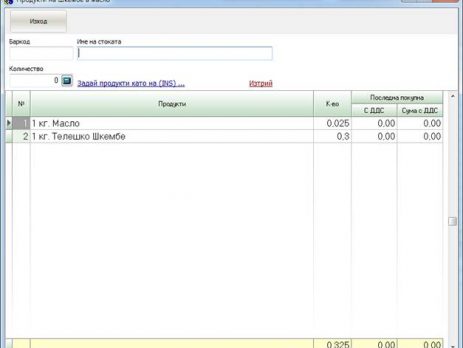 Продукти на Шкембе в масло
Изход
Баркод Име на стоката
Количество
0 Задай продукти като на (INS) ... Изтрий
№ Продукти К-во Последна покупна
С ДДС Сума с ДДС
1 1 кг. Масло 0,025 0,00 0,00
2 1 кг. Телешко Шкембе 0,3 0,00 0,00
0,325 0,00 0,00